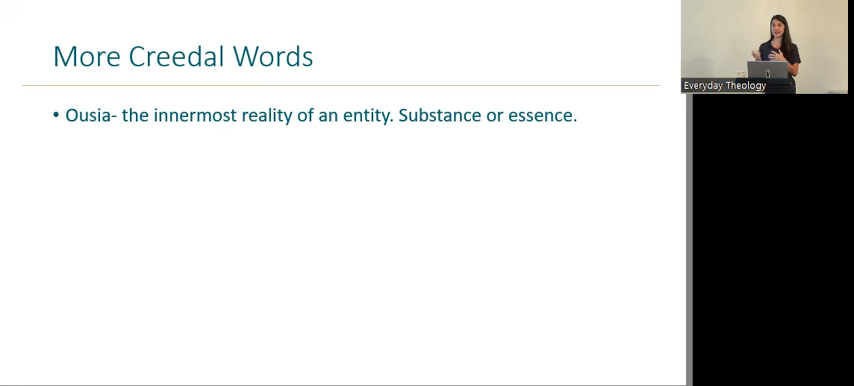 More Creedal Words
• Ousia- the innermost reality of an entity. Substance or essence.
Everyday Theology